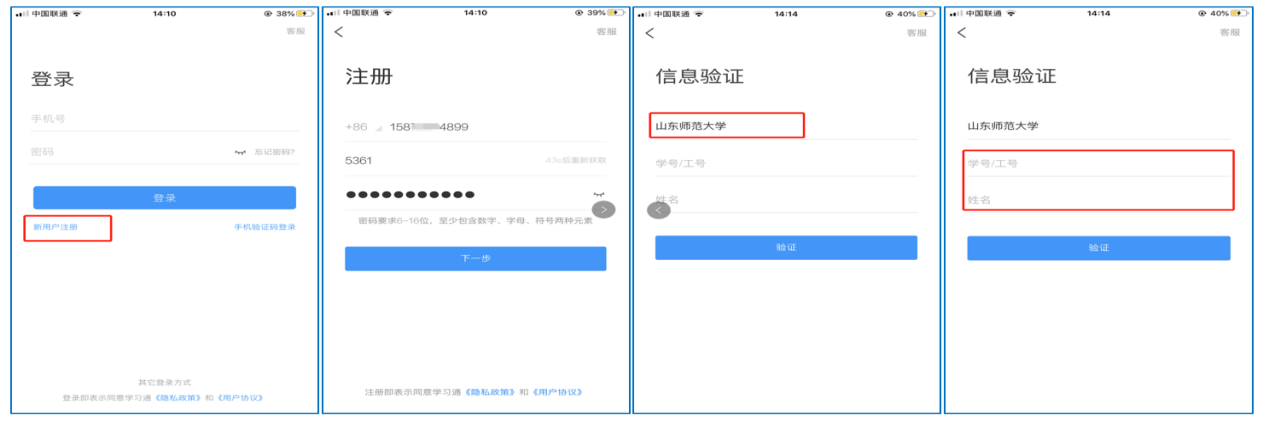 中国联通 14:10 38%
客服
登录
手机号
密码 忘记密码?
登录
新用户注册 手机验证码登录
其它登录方式
登录即表示同意学习通《隐私政策》和《用户协议》
中国联通 14:10 39%
客服
注册
+86 158 4899
5361 43s后重新获取
密码要求6-16位，至少包含数字、字母、符号两种元素
下一步
注册即表示同意学习通《隐私政策》和《用户协议》
中国联通 14:14 40%
客服
信息验证
山东师范大学
学号/工号
姓名
验证
中国联通 14:14 40%
客服
信息验证
山东师范大学
学号/工号
姓名
验证